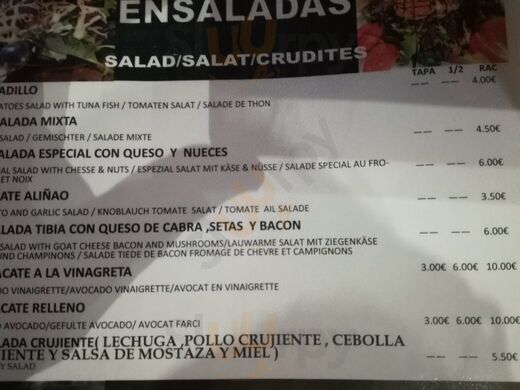 ENSALADAS
SALAD/SALAT/CRUDITES
TAPA 1/2 RAC
ADILLO -- -- 4.00€
ATOES SALAD WITH TUNA FISH / TOMATEN SALAT / SALADE DE THON
ALADA MIXTA -- -- 4.50€
SALAD / GEMISCHTER / SALADE MIXTE
ALADA ESPECIAL CON QUESO Y NUECES -- -- 6.00€
AL SALAD WITH CHESSE & NUTS / ESPEZIAL SALAT MIT KÄSE & NÜSSE / SALADE SPECIAL AU FRO-
ET NOIX
ATE ALIÑAO -- -- 3.50€
TO AND GARLIC SALAD / KNOBLAUCH TOMATE SALAT / TOMATE AIL SALADE
ALADA TIBIA CON QUESO DE CABRA ,SETAS Y BACON -- -- 6.00€
SALAD WITH GOAT CHEESE BACON AND MUSHROOMS/LAUWARME SALAT MIT ZIEGENKÄSE
UND CHAMPINON / SALADE TIEDE DE BACON FROMAGE DE CHEVRE ET CAMPIGNONS
ACATE A LA VINAGRETA 3.00€ 6.00€ 10.00€
DO VINAIGRETTE/AVOCADO VINAIGRETTE/AVOCAT EN VINAIGRETTE
CATE RELLENO 3.00€ 6.00€ 10.00€
D AVOCADO/GEFULTE AVOCADO/ AVOCAT FARCI
LADA CRUJIENTE( LECHUGA ,POLLO CRUJIENTE , CEBOLLA
IENTE Y SALSA DE MOSTAZA Y MIEL ) -- -- 5.50€
Y SALAD